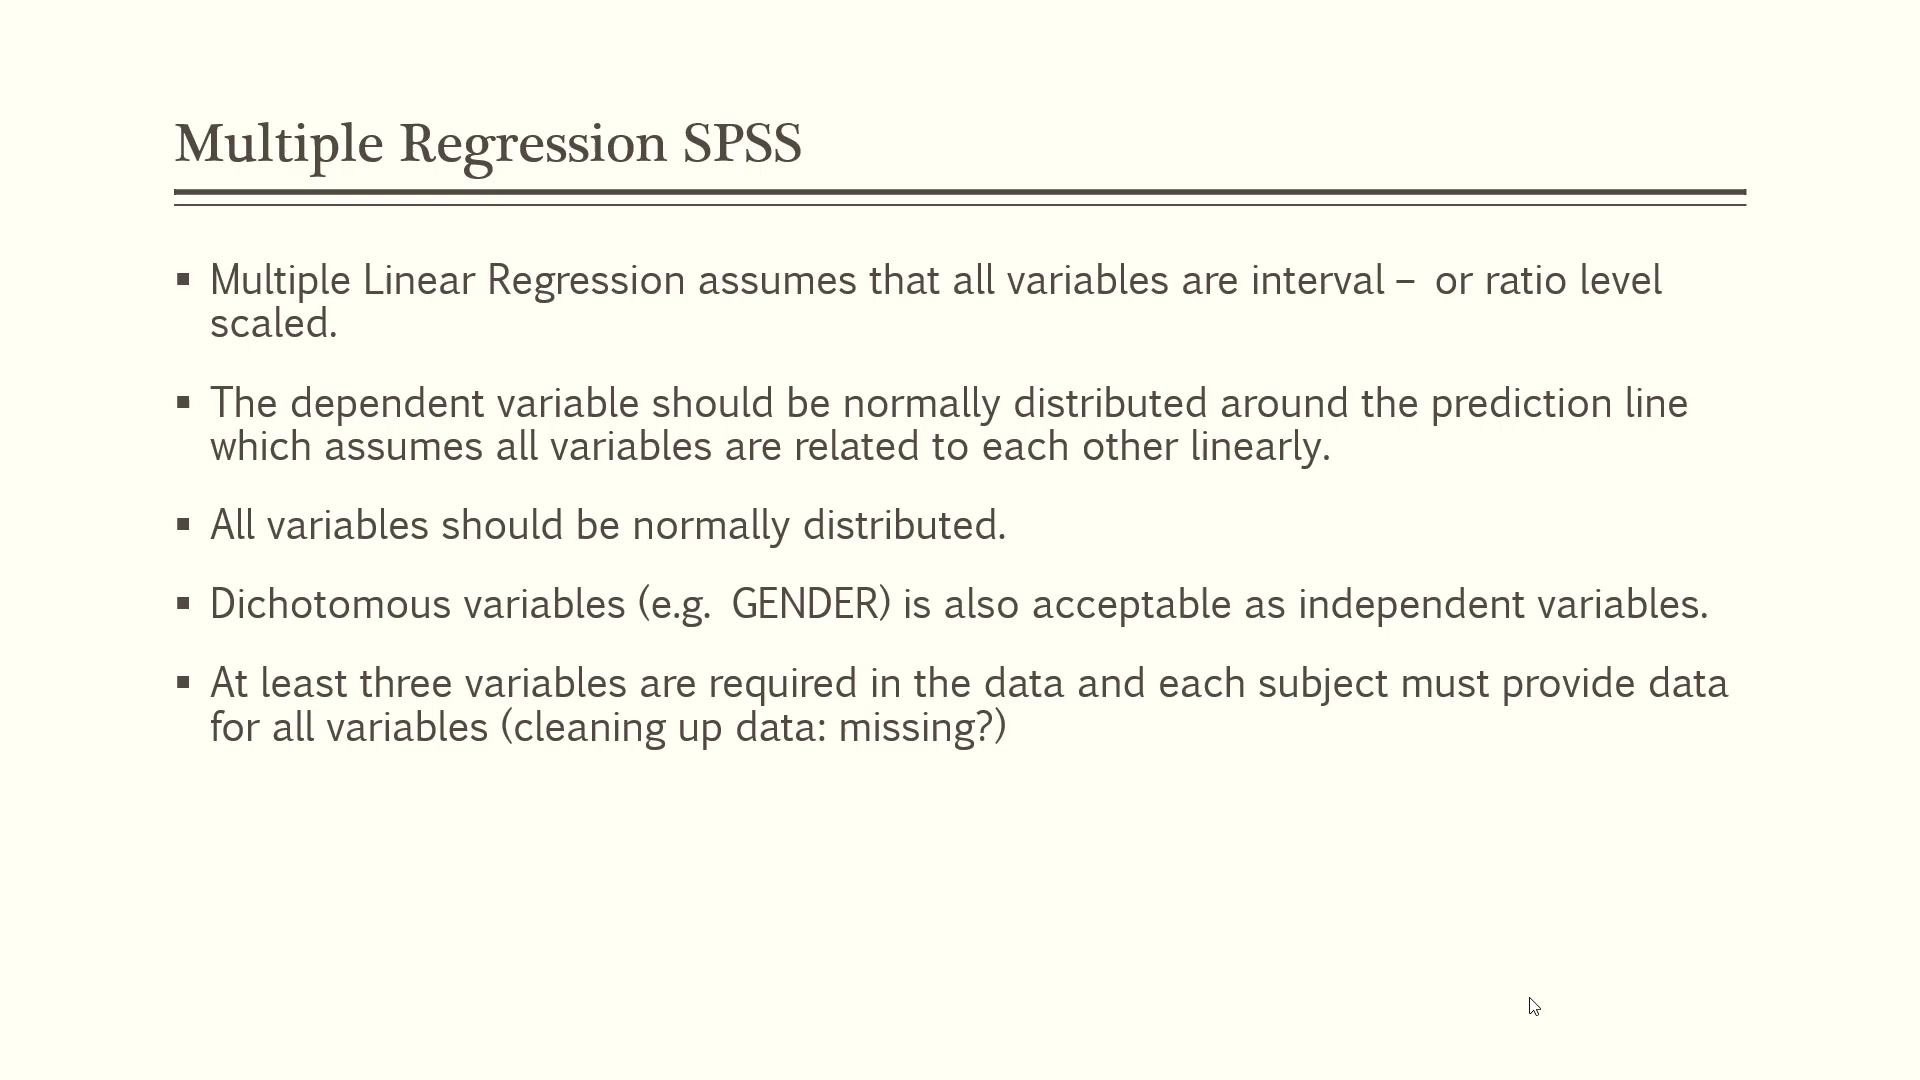 Multiple Regression SPSS
▪ Multiple Linear Regression assumes that all variables are interval – or ratio level
scaled.
▪ The dependent variable should be normally distributed around the prediction line
which assumes all variables are related to each other linearly.
▪ All variables should be normally distributed.
▪ Dichotomous variables (e.g. GENDER) is also acceptable as independent variables.
▪ At least three variables are required in the data and each subject must provide data
for all variables (cleaning up data: missing?)